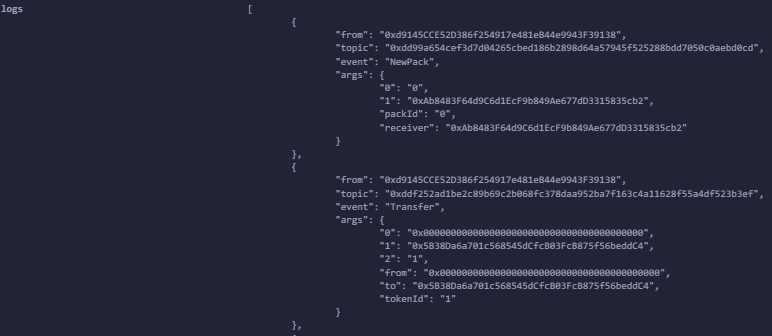 logs [
{
"from": "0xd9145CCE52D386f254917e481eB44e9943F39138",
"topic": "0xdd99a654cef3d7d04265cbed186b2898d64a57945f525288bdd7050c0aebd0cd",
"event": "NewPack",
"args": {
"0": "0",
"1": "0xAb8483F64d9C6d1EcF9b849Ae677dD3315835cb2",
"packId": "0",
"receiver": "0xAb8483F64d9C6d1EcF9b849Ae677dD3315835cb2"
}
},
{
"from": "0xd9145CCE52D386f254917e481eB44e9943F39138",
"topic": "0xddf252ad1be2c89b69c2b068fc378daa952ba7f163c4a11628f55a4df523b3ef",
"event": "Transfer",
"args": {
"0": "0x0000000000000000000000000000000000000000",
"1": "0x5B38Da6a701c568545dCfcB03FcB875f56beddC4",
"2": "1",
"from": "0x0000000000000000000000000000000000000000",
"to": "0x5B38Da6a701c568545dCfcB03FcB875f56beddC4",
"tokenId": "1"
}
},